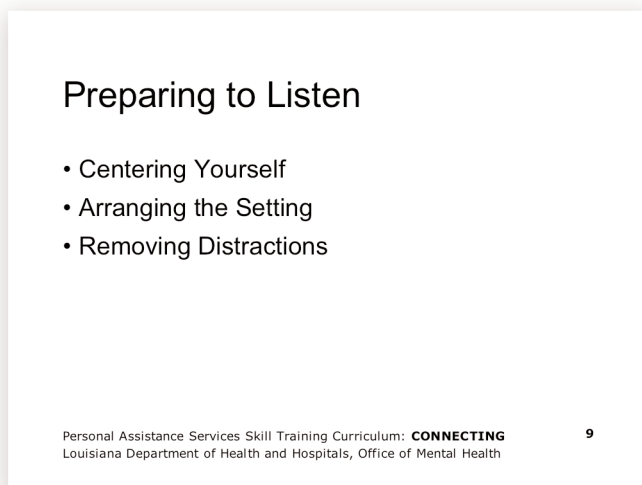 Preparing to Listen
• Centering Yourself
• Arranging the Setting
• Removing Distractions
Personal Assistance Services Skill Training Curriculum: CONNECTING 9
Louisiana Department of Health and Hospitals, Office of Mental Health